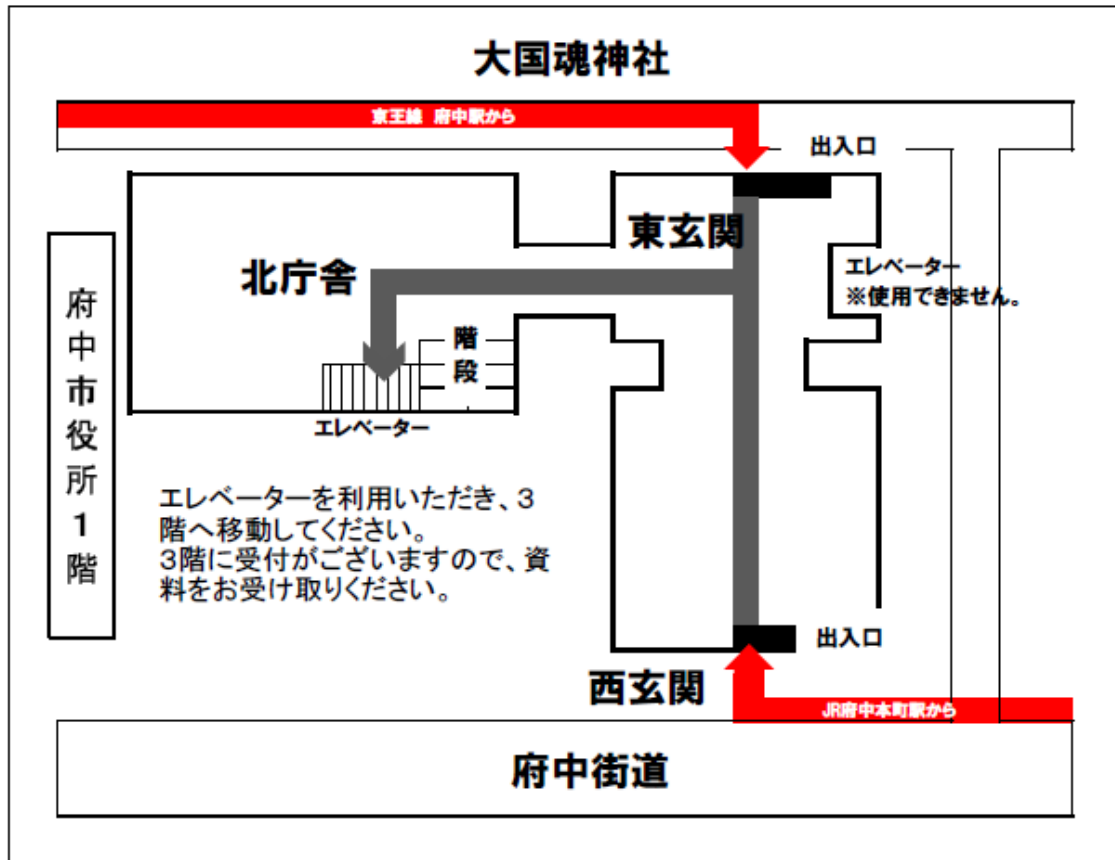 大国魂神社
京王線 府中駅から
出入口
東玄関
北庁舎
エレベーター
※使用できません。
府中市役所1階
階
段
エレベーター
エレベーターを利用いただき、3
階へ移動してください。
3階に受付がございますので、資
料をお受け取りください。
出入口
西玄関
JR府中本町駅から
府中街道